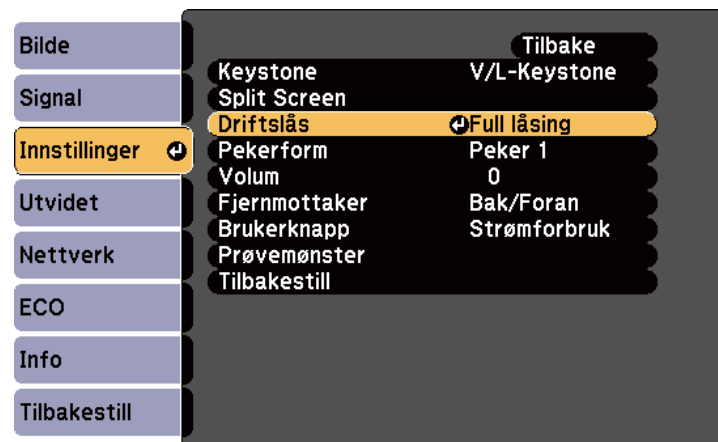 Bilde
Signal
Innstillinger
Utvidet
Nettverk
ECO
Info
Tilbakestill
Tilbake
Keystone V/L-Keystone
Split Screen
Driftslås Full låsing
Pekerform Peker 1
Volum 0
Fjernmottaker Bak/Foran
Brukerknapp Strømforbruk
Prøvemønster
Tilbakestill